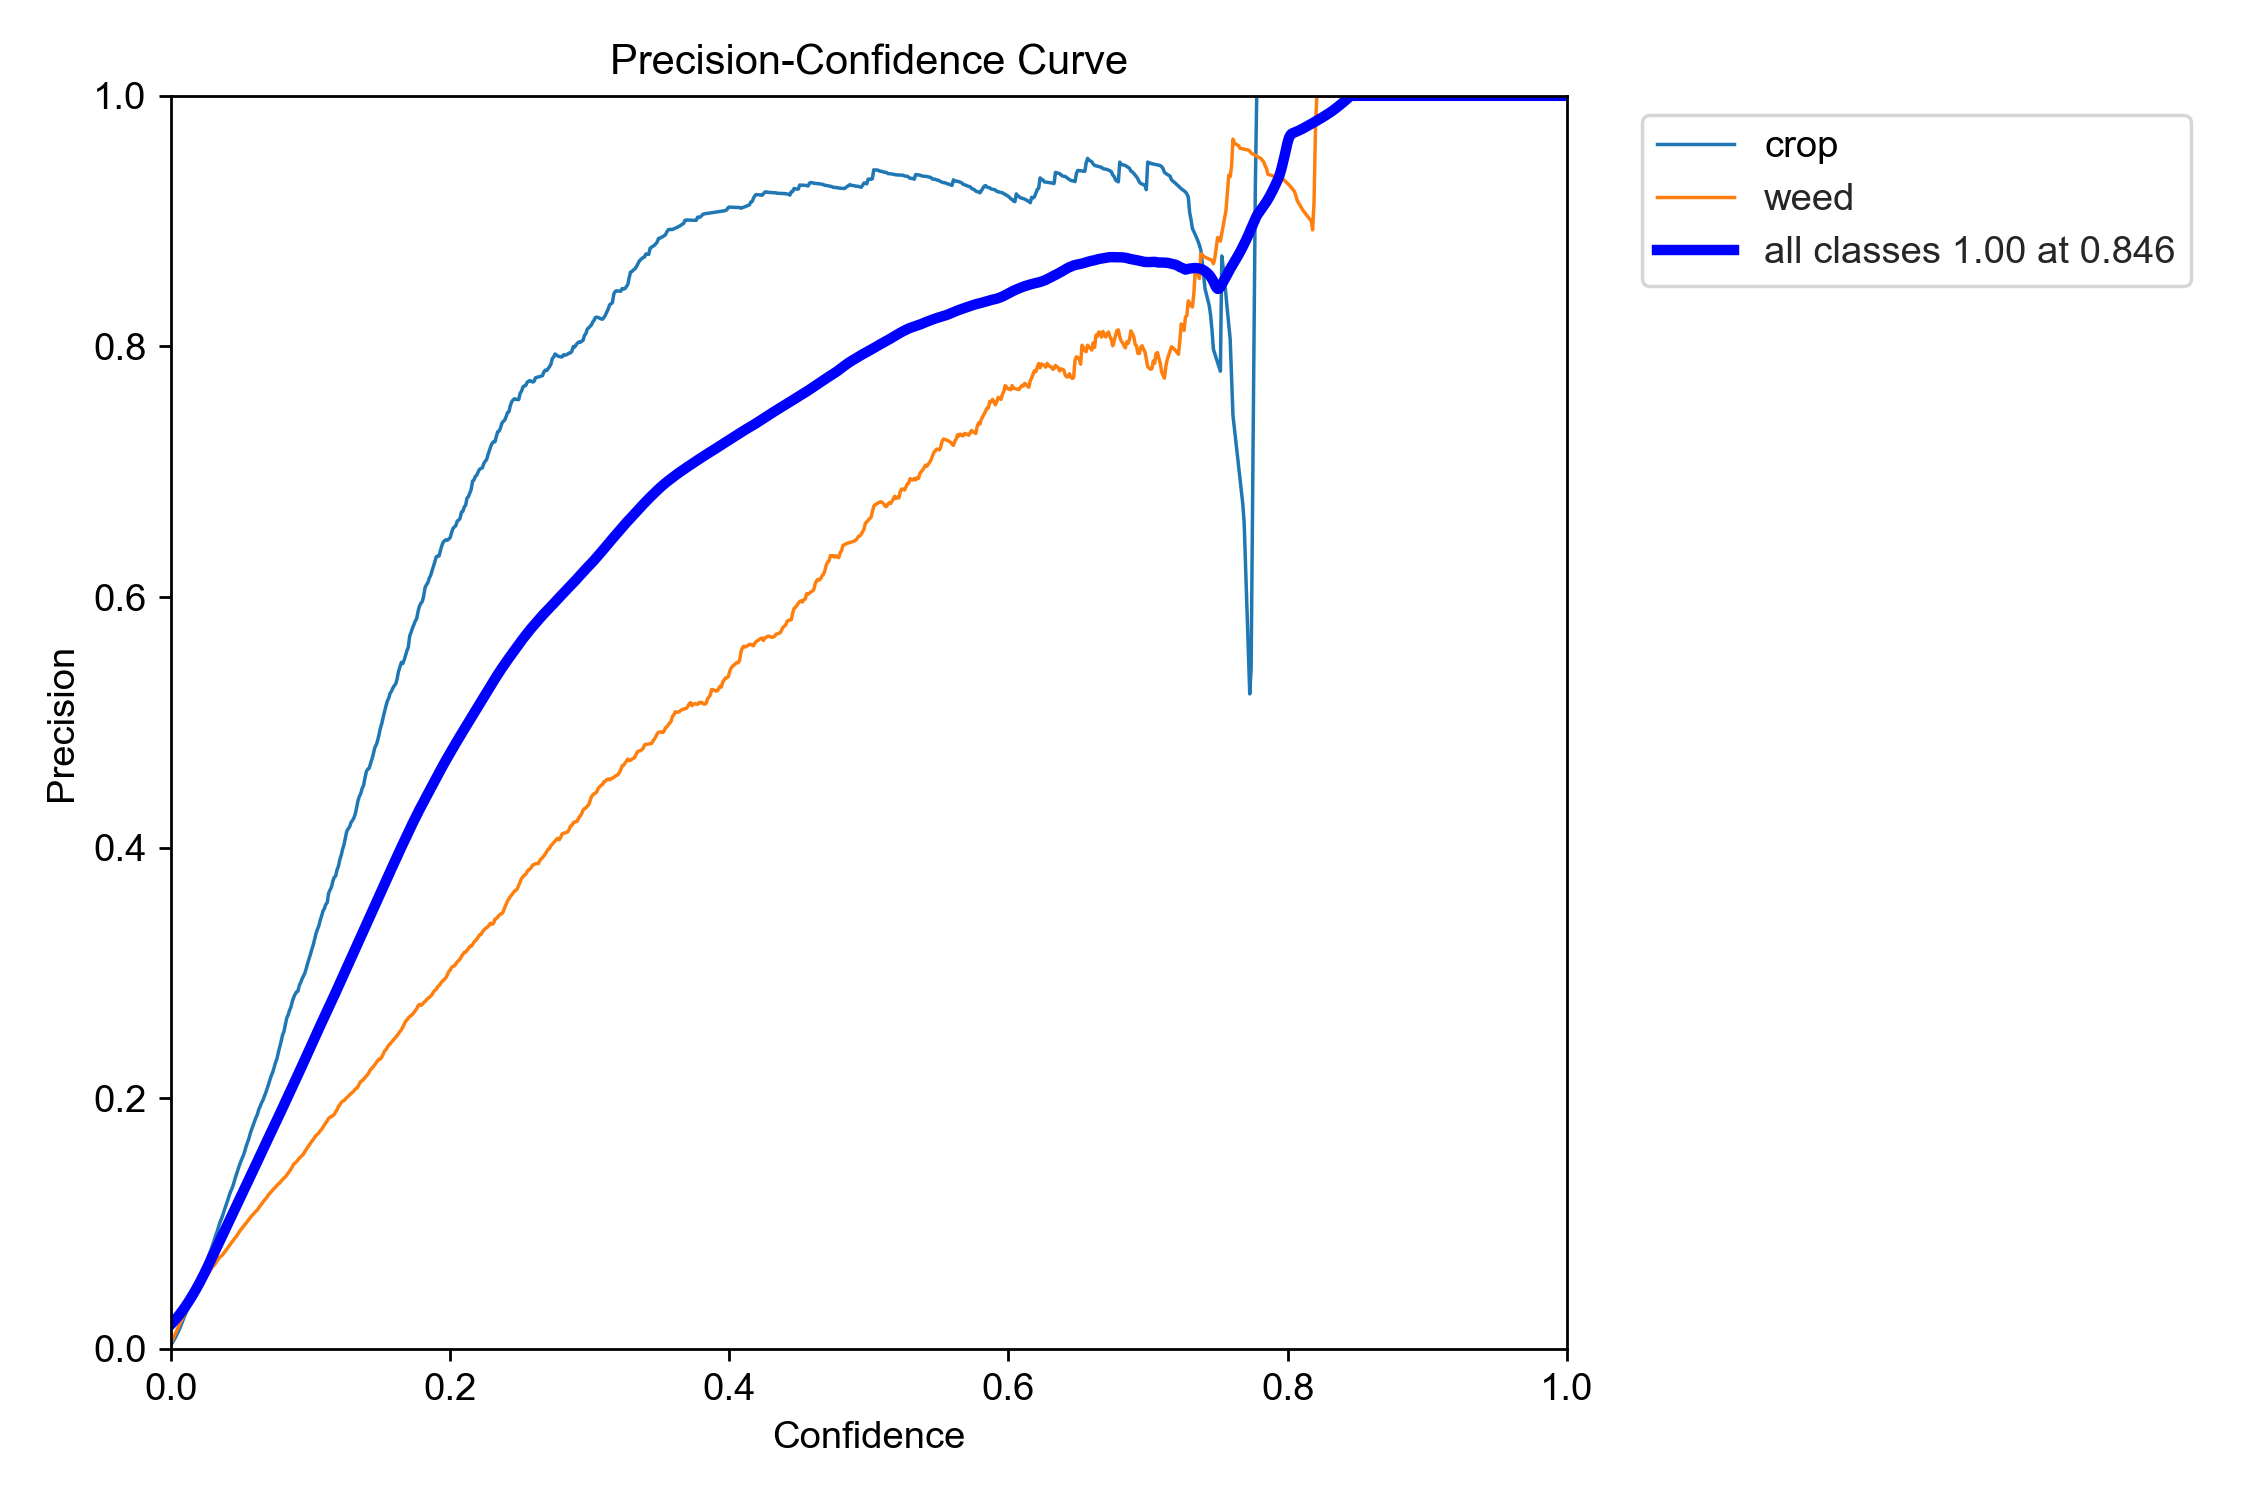 Precision-Confidence Curve
1.0
0.8
0.6
0.4
0.2
0.0
Precision
0.0 0.2 0.4 0.6 0.8 1.0
Confidence
crop
weed
all classes 1.00 at 0.846